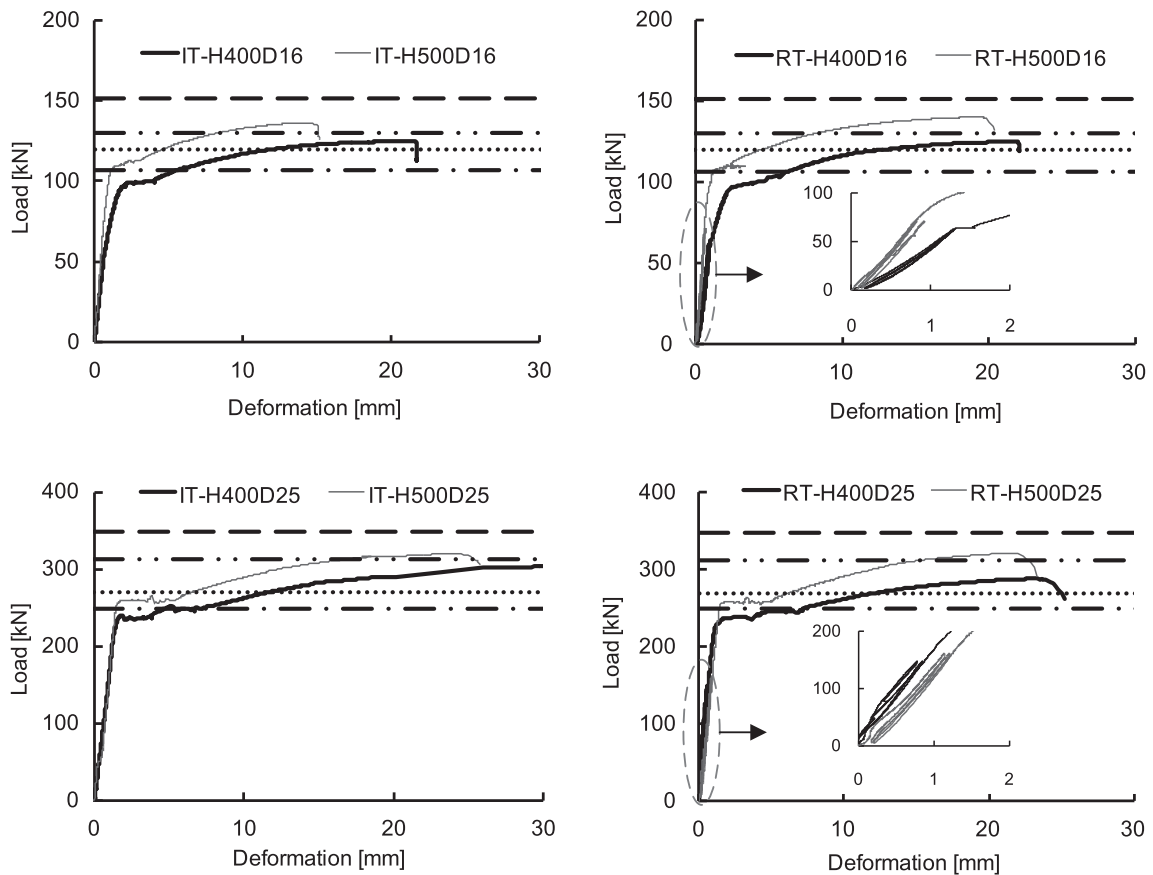 200
150
100
50
0
Load [kN]
IT-H400D16 IT-H500D16
0 10 20 30
Deformation [mm]
200
150
100
50
0
Load [kN]
RT-H400D16 RT-H500D16
100
50
0
0 1 2
0 10 20 30
Deformation [mm]
400
300
200
100
0
Load [kN]
IT-H400D25 IT-H500D25
0 10 20 30
Deformation [mm]
400
300
200
100
0
Load [kN]
RT-H400D25 RT-H500D25
200
100
0
0 1 2
0 10 20 30
Deformation [mm]